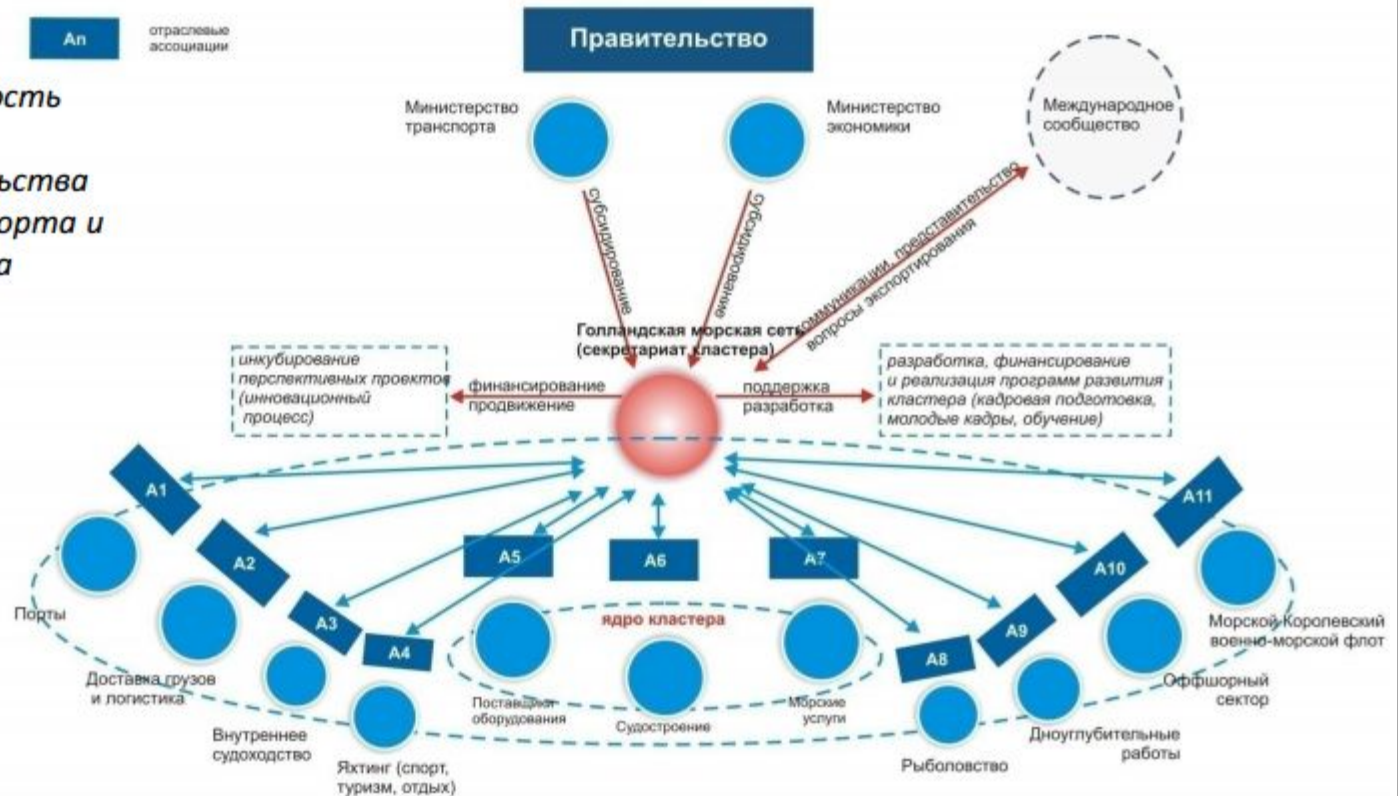 An
отраслевые
ассоциации
Правительство
Министерство
транспорта
Министерство
экономики
Международное
сообщество
субсидирование
субсидирование
коммуникации, представительство
вопросы экспортирования
Голландская морская сеть
(секретариат кластера)
инкубирование
перспективных проектов
(инновационный
процесс)
финансирование
продвижение
поддержка
разработка
разработка, финансирование
и реализация программ развития
кластера (кадровая подготовка,
молодые кадры, обучение)
A1
A2
A3
A4
A5
A6
A7
A8
A9
A10
A11
ядро кластера
Порты
Доставка грузов
и логистика
Внутреннее
судоходство
Яхтинг (спорт,
туризм, отдых)
Поставщики
оборудования
Судостроение
Морские
услуги
Рыболовство
Дноуглубительные
работы
Оффшорный
сектор
Морской Королевский
военно-морской флот